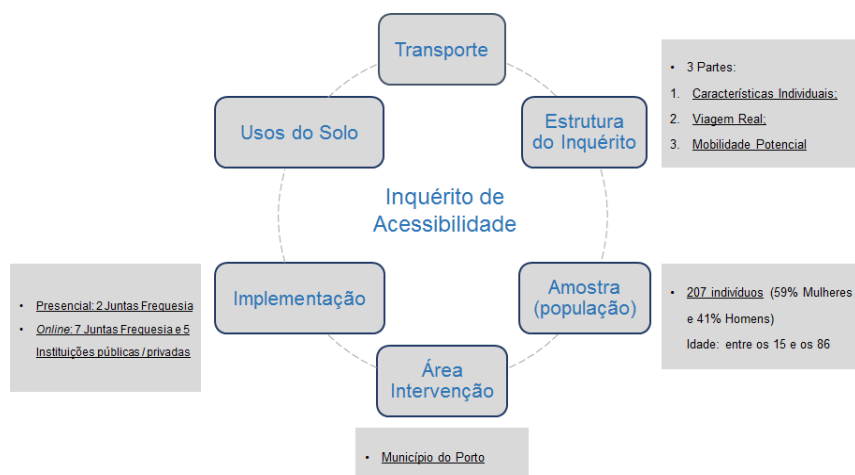 Transporte
• 3 Partes:
1. Características Individuais;
2. Viagem Real;
3. Mobilidade Potencial
Usos do Solo
Estrutura
do Inquérito
Inquérito de
Acessibilidade
• Presencial: 2 Juntas Freguesia
• Online: 7 Juntas Freguesia e 5
Instituições públicas / privadas
Implementação
Amostra
(população)
• 207 indivíduos (59% Mulheres
e 41% Homens)
Idade: entre os 15 e os 86
Área
Intervenção
• Município do Porto